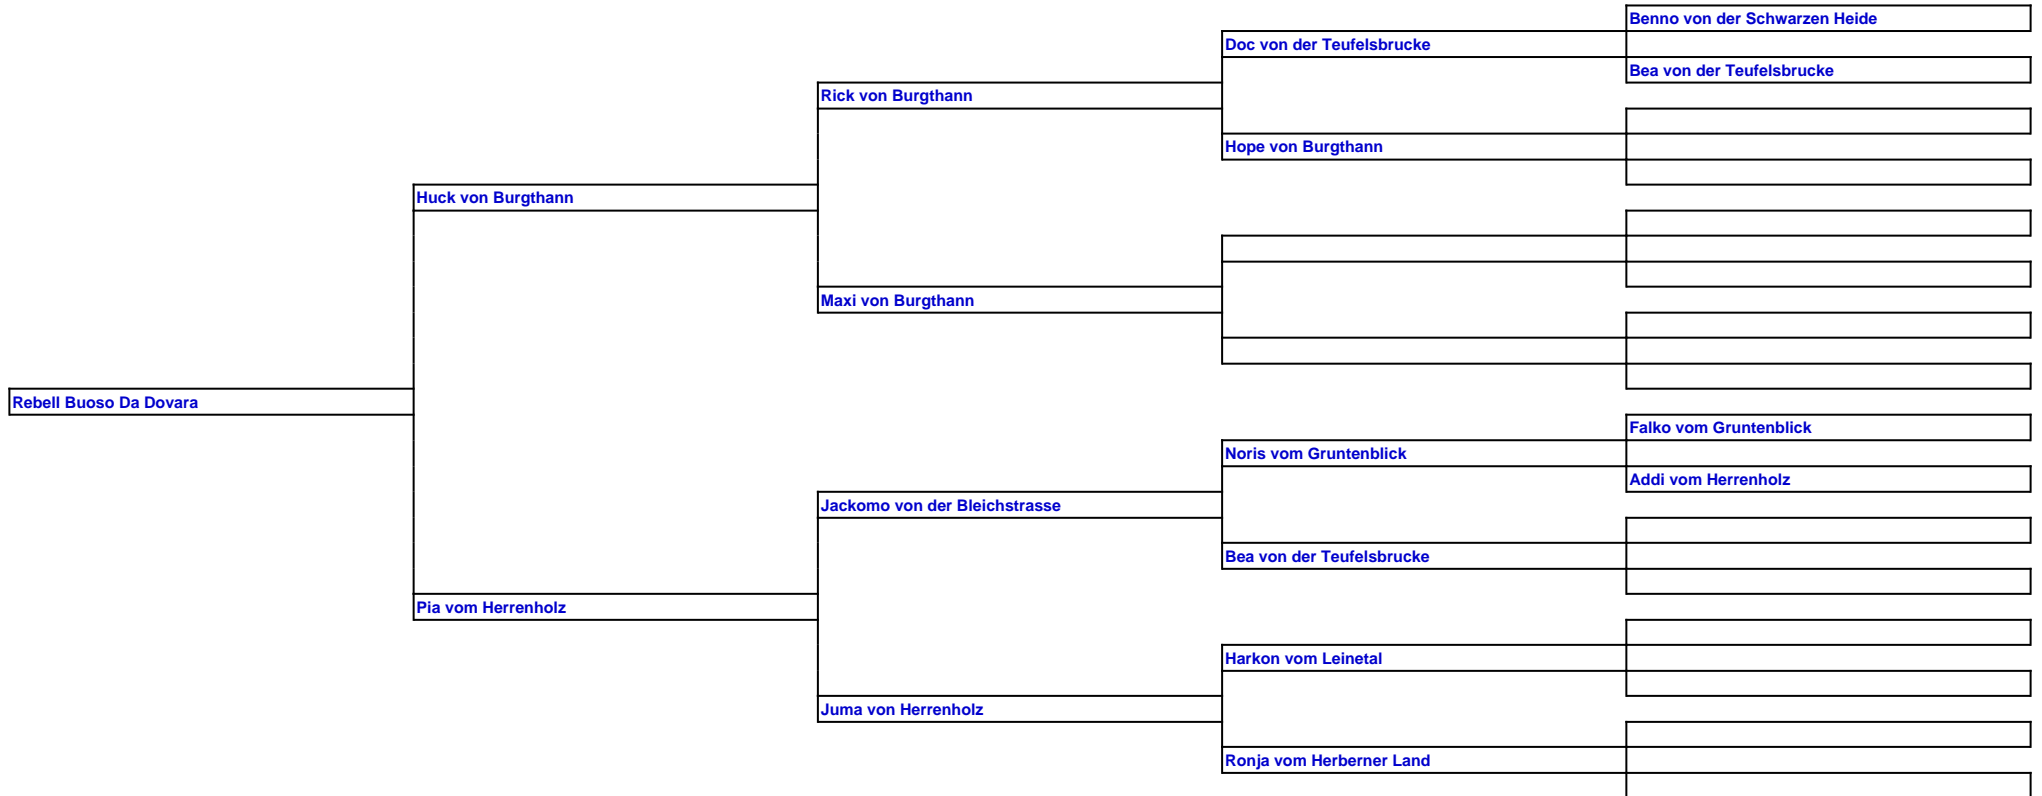 Benno von der Schwarzen Heide
Doc von der Teufelsbrucke
Bea von der Teufelsbrucke
Rick von Burgthann
Hope von Burgthann
Huck von Burgthann
Maxi von Burgthann
Rebell Buoso Da Dovara
Falko vom Gruntenblick
Noris vom Gruntenblick
Addi vom Herrenholz
Jackomo von der Bleichstrasse
Bea von der Teufelsbrucke
Pia vom Herrenholz
Harkon vom Leinetal
Juma von Herrenholz
Ronja vom Herberner Land